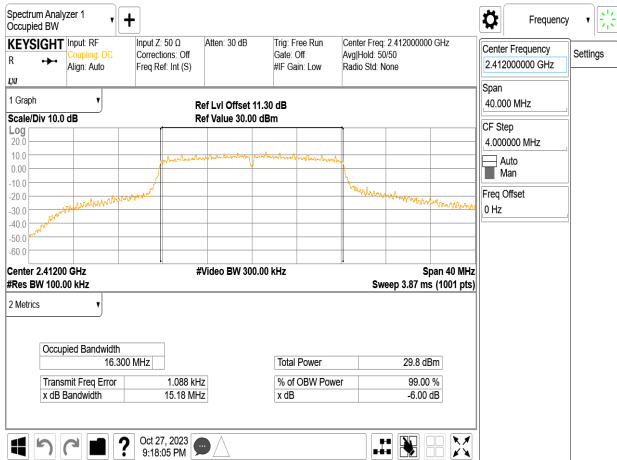 Spectrum Analyzer 1
Occupied BW
Frequency
Settings
KEYSIGHT
R
LXI
Input: RF
Coupling: DC
Align: Auto
Input Z: 50 Ω
Corrections: Off
Freq Ref: Int (S)
Atten: 30 dB
Trig: Free Run
Gate: Off
#IF Gain: Low
Center Freq: 2.412000000 GHz
Avg|Hold: 50/50
Radio Std: None
Center Frequency
2.412000000 GHz
Span
40.000 MHz
CF Step
4.000000 MHz
Auto
Man
Freq Offset
0 Hz
1 Graph
Scale/Div 10.0 dB
Ref Lvl Offset 11.30 dB
Ref Value 30.00 dBm
Log
20.0
10.0
0.00
-10.0
-20.0
-30.0
-40.0
-50.0
-60.0
Center 2.41200 GHz
#Video BW 300.00 kHz
Span 40 MHz
#Res BW 100.00 kHz
Sweep 3.87 ms (1001 pts)
2 Metrics
Occupied Bandwidth
16.300 MHz
Total Power 29.8 dBm
Transmit Freq Error 1.088 kHz
% of OBW Power 99.00 %
x dB Bandwidth 15.18 MHz
x dB -6.00 dB
?
Oct 27, 2023
9:18:05 PM